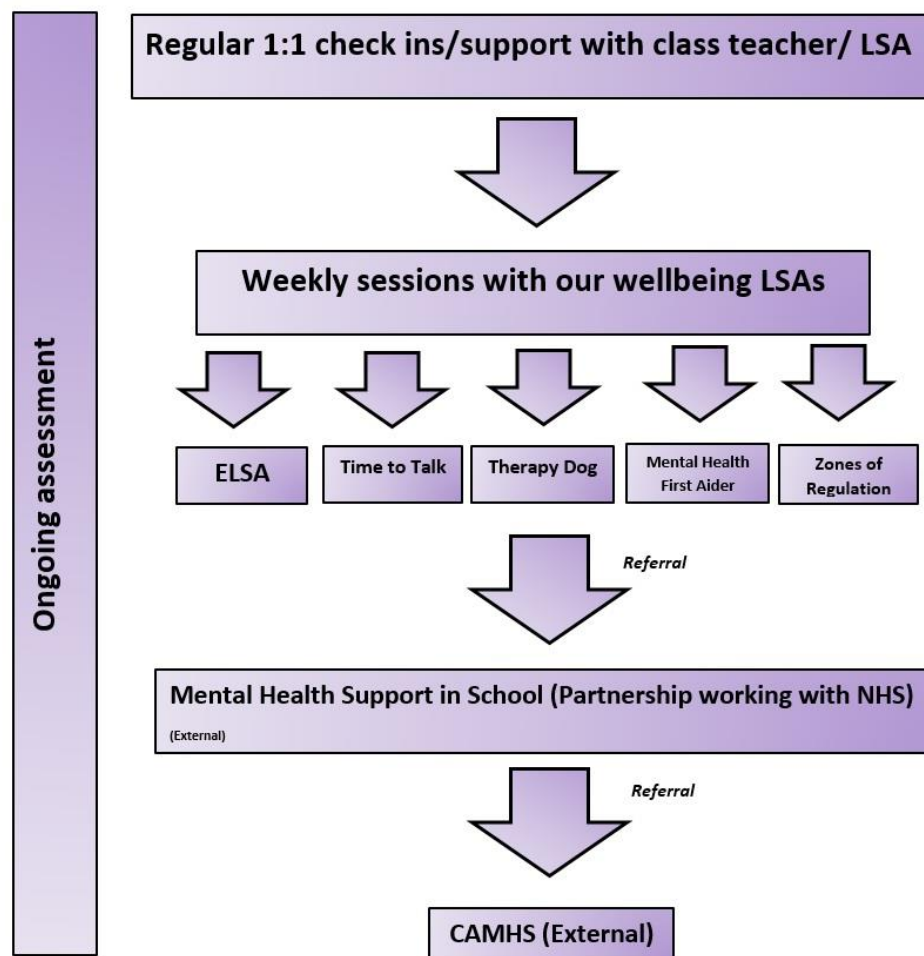 Ongoing assessment
Regular 1:1 check ins/support with class teacher/ LSA
Weekly sessions with our wellbeing LSAs
ELSA
Time to Talk
Therapy Dog
Mental Health
First Aider
Zones of
Regulation
Referral
Mental Health Support in School (Partnership working with NHS)
(External)
Referral
CAMHS (External)